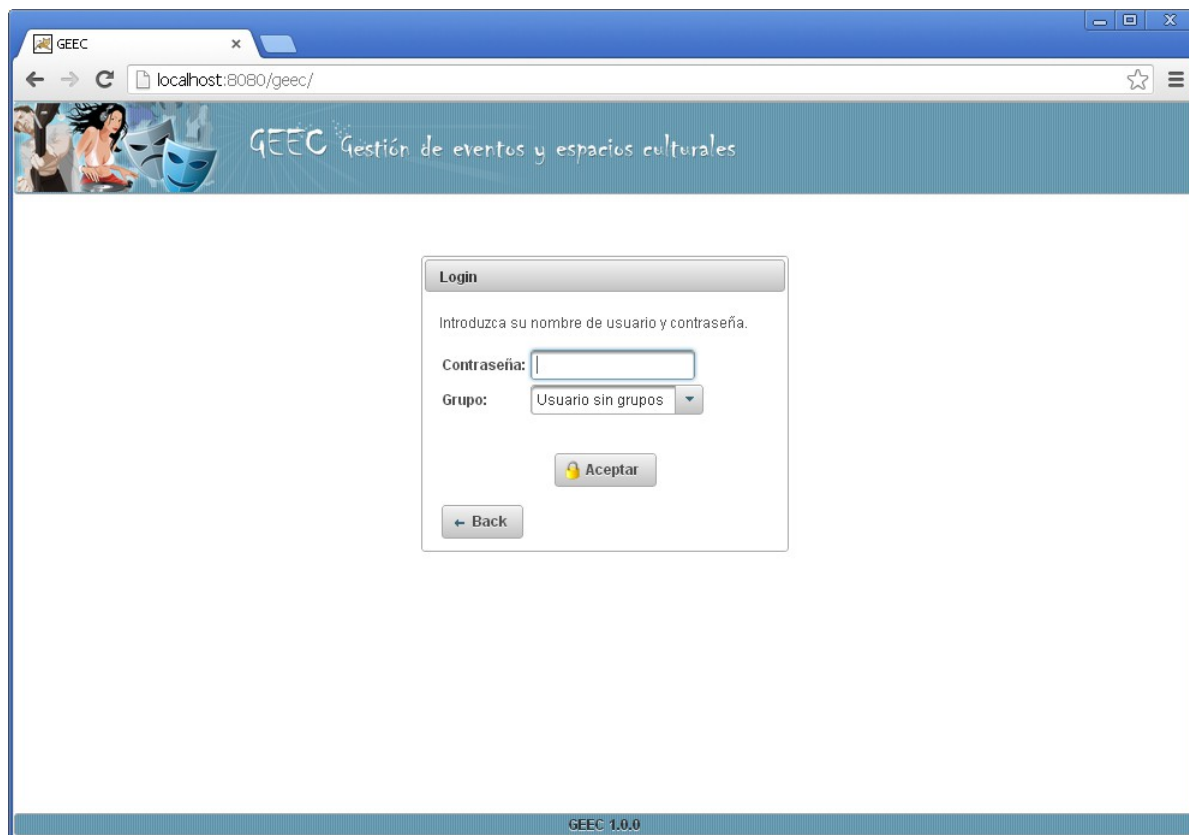 GEEC
localhost:8080/geec/
GEEC Gestión de eventos y espacios culturales
Login
Introduzca su nombre de usuario y contraseña.
Contraseña:
Grupo: Usuario sin grupos
Aceptar
Back
GEEC 1.0.0